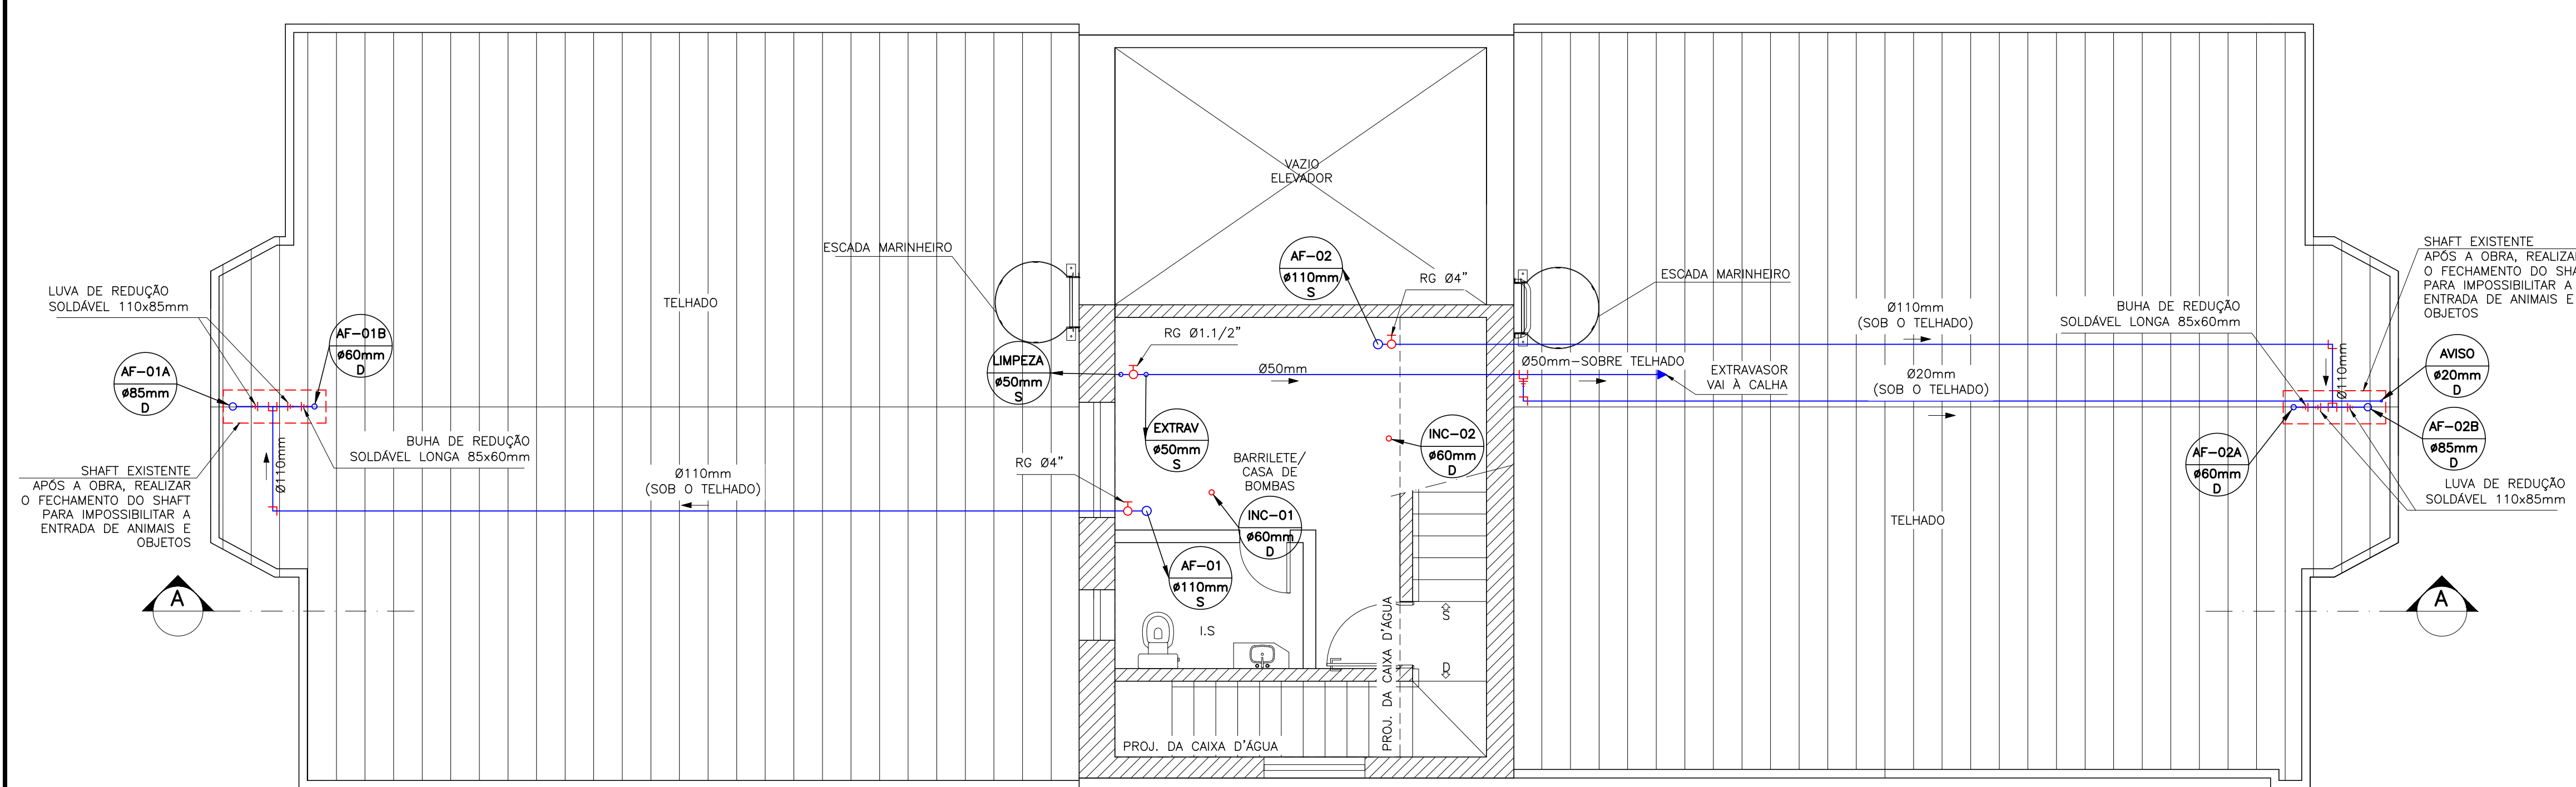 LUVA DE REDUÇÃO
SOLDÁVEL 110x85mm
AF-01A
ø85mm
D
AF-01B
ø60mm
D
BUHA DE REDUÇÃO
SOLDÁVEL LONGA 85x60mm
SHAFT EXISTENTE
APÓS A OBRA, REALIZAR
O FECHAMENTO DO SHAFT
PARA IMPOSSIBILITAR A
ENTRADA DE ANIMAIS E
OBJETOS
Ø110mm
A
TELHADO
Ø110mm
(SOB O TELHADO)
ESCADA MARINHEIRO
LIMPEZA
ø50mm
S
RG Ø4"
VAZIO
ELEVADOR
AF-02
ø110mm
S
RG Ø4"
RG Ø1.1/2"
Ø50mm
EXTRAV
ø50mm
S
BARRILETE/
CASA DE
BOMBAS
INC-01
ø60mm
D
INC-02
ø60mm
D
AF-01
ø110mm
S
I.S
S
D
PROJ. DA CAIXA D'ÁGUA
PROJ. DA CAIXA D'ÁGUA
ESCADA MARINHEIRO
Ø50mm-SOBRE TELHADO
EXTRAVASOR
VAI À CALHA
Ø110mm
(SOB O TELHADO)
Ø20mm
(SOB O TELHADO)
TELHADO
BUHA DE REDUÇÃO
SOLDÁVEL LONGA 85x60mm
Ø110mm
SHAFT EXISTENTE
APÓS A OBRA, REALIZA
O FECHAMENTO DO SHA
PARA IMPOSSIBILITAR A
ENTRADA DE ANIMAIS E
OBJETOS
AVISO
ø20mm
D
AF-02B
ø85mm
D
AF-02A
ø60mm
D
LUVA DE REDUÇÃO
SOLDÁVEL 110x85mm
A